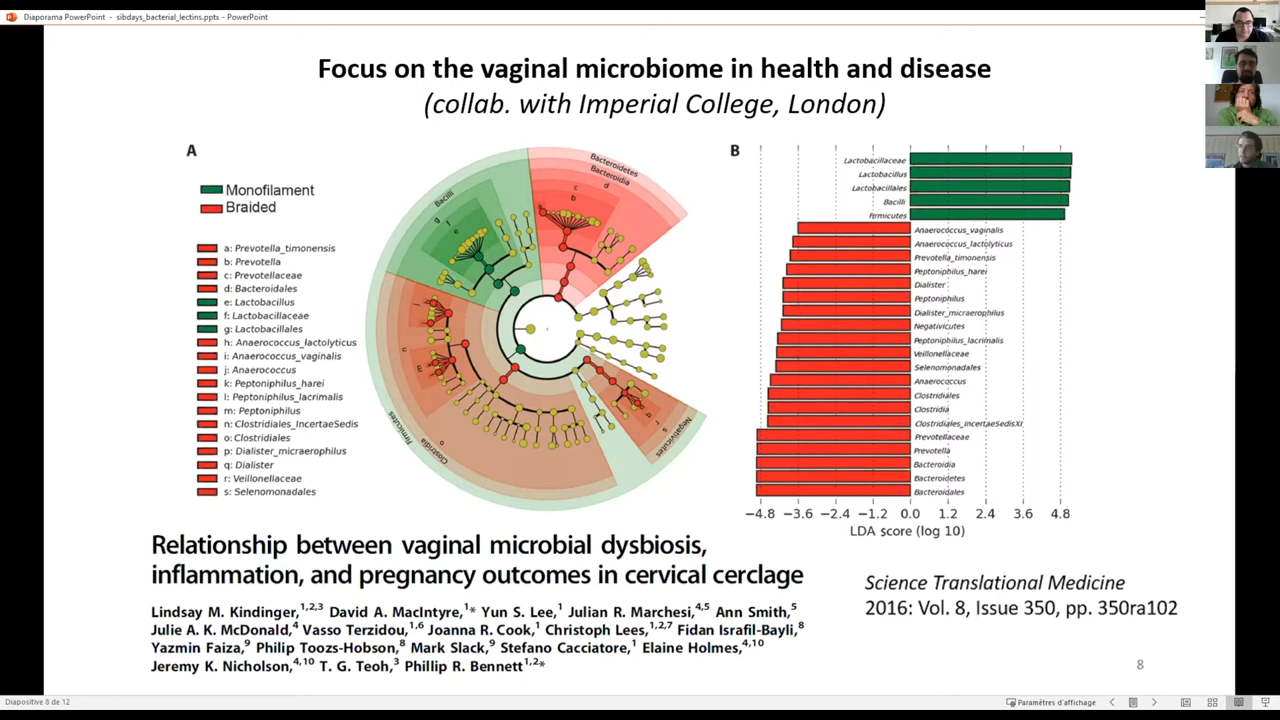 Diaporama PowerPoint - sibdays_bacterial_lectins.pptx - PowerPoint
Focus on the vaginal microbiome in health and disease
(collab. with Imperial College, London)
A
Monofilament
Braided
a: Prevotella_timonensis
b: Prevotella
c: Prevotellaceae
d: Bacteroidales
e: Lactobacillus
f: Lactobacillaceae
g: Lactobacillales
h: Anaerococcus_lactolyticus
i: Anaerococcus_vaginalis
j: Anaerococcus
k: Peptoniphilus_harei
l: Peptoniphilus_lacrimalis
m: Peptoniphilus
n: Clostridiales_IncertaeSedis
o: Clostridiales
p: Dialister_micraerophilus
q: Dialister
r: Veillonellaceae
s: Selenomonadales
Bacteroidetes
Bacteroidia
Bacilli
Firmicutes
Clostridia
Negativicutes
B
Lactobacillaceae
Lactobacillus
Lactobacillales
Bacilli
Firmicutes
Anaerococcus_vaginalis
Anaerococcus_lactolyticus
Prevotella_timonensis
Peptoniphilus_harei
Dialister
Peptoniphilus
Dialister_micraerophilus
Negativicutes
Peptoniphilus_lacrimalis
Veillonellaceae
Selenomonadales
Anaerococcus
Clostridiales
Clostridia
Clostridiales_IncertaeSedisXI
Prevotellaceae
Prevotella
Bacteroidia
Bacteroidetes
Bacteroidales
−4.8 −3.6 −2.4 −1.2 0.0 1.2 2.4 3.6 4.8
LDA score (log 10)
Relationship between vaginal microbial dysbiosis,
inflammation, and pregnancy outcomes in cervical cerclage
Lindsay M. Kindinger,1,2,3 David A. MacIntyre,1* Yun S. Lee,1 Julian R. Marchesi,4,5 Ann Smith,5
Julie A. K. McDonald,4 Vasso Terzidou,1,6 Joanna R. Cook,1 Christoph Lees,1,2,7 Fidan Israfil-Bayli,8
Yazmin Faiza,9 Philip Toozs-Hobson,8 Mark Slack,9 Stefano Cacciatore,1 Elaine Holmes,4,10
Jeremy K. Nicholson,4,10 T. G. Teoh,3 Phillip R. Bennett1,2*
Science Translational Medicine
2016: Vol. 8, Issue 350, pp. 350ra102
8
Diapositive 8 de 12
Paramètres d'affichage